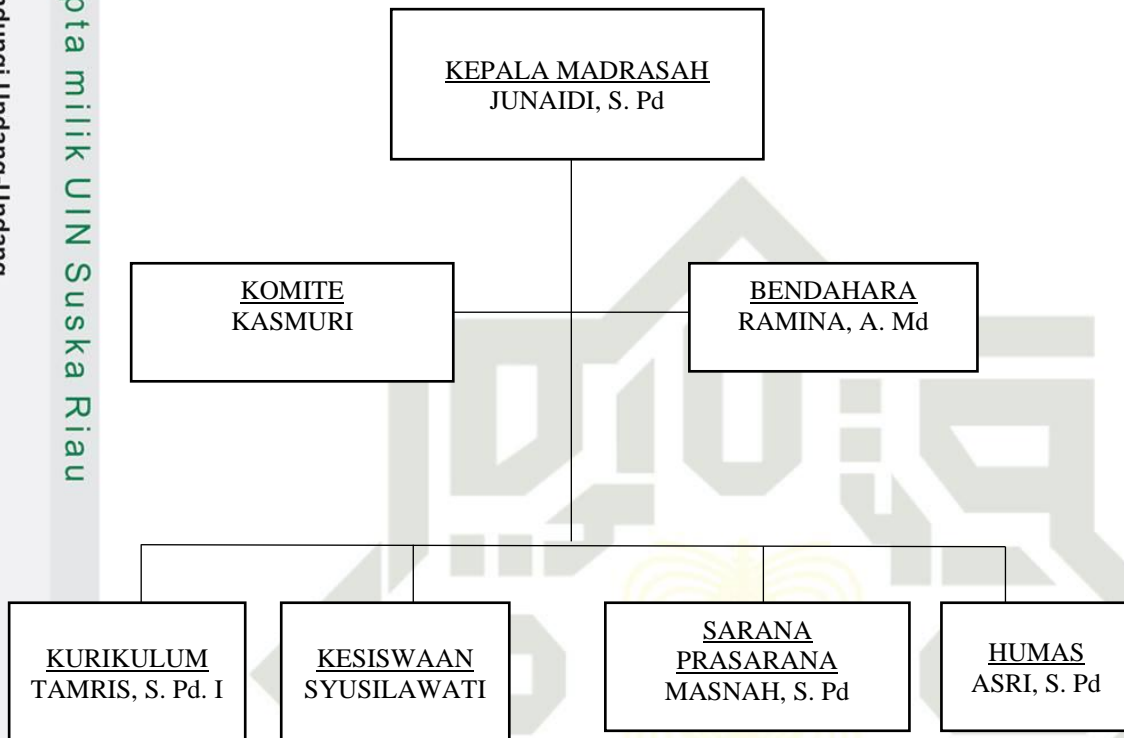 KEPALA MADRASAH
JUNAIDI, S. Pd
KOMITE
KASMURI
BENDAHARA
RAMINA, A. Md
KURIKULUM
TAMRIS, S. Pd. I
KESISWAAN
SYUSILAWATI
SARANA
PRASARANA
MASNAH, S. Pd
HUMAS
ASRI, S. Pd
pta milik UIN Suska Riau